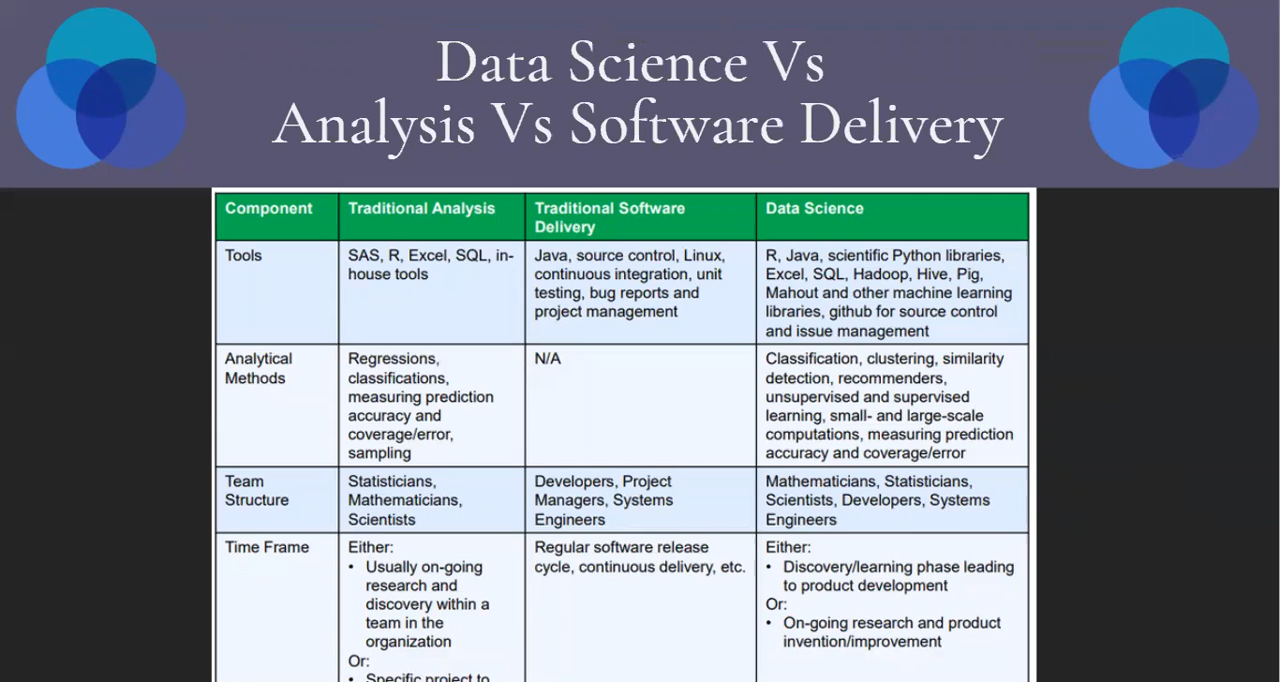 Data Science Vs
Analysis Vs Software Delivery
Component
Traditional Analysis
Traditional Software
Delivery
Data Science
Tools
SAS, R, Excel, SQL, in-
house tools
Java, source control, Linux,
continuous integration, unit
testing, bug reports and
project management
R, Java, scientific Python libraries,
Excel, SQL, Hadoop, Hive, Pig,
Mahout and other machine learning
libraries, github for source control
and issue management
Analytical
Methods
Regressions,
classifications,
measuring prediction
accuracy and
coverage/error,
sampling
N/A
Classification, clustering, similarity
detection, recommenders,
unsupervised and supervised
learning, small- and large-scale
computations, measuring prediction
accuracy and coverage/error
Team
Structure
Statisticians,
Mathematicians,
Scientists
Developers, Project
Managers, Systems
Engineers
Mathematicians, Statisticians,
Scientists, Developers, Systems
Engineers
Time Frame
Either:
• Usually on-going
research and
discovery within a
team in the
organization
Or:
• Specific project to
Regular software release
cycle, continuous delivery, etc.
Either:
• Discovery/learning phase leading
to product development
Or:
• On-going research and product
invention/improvement